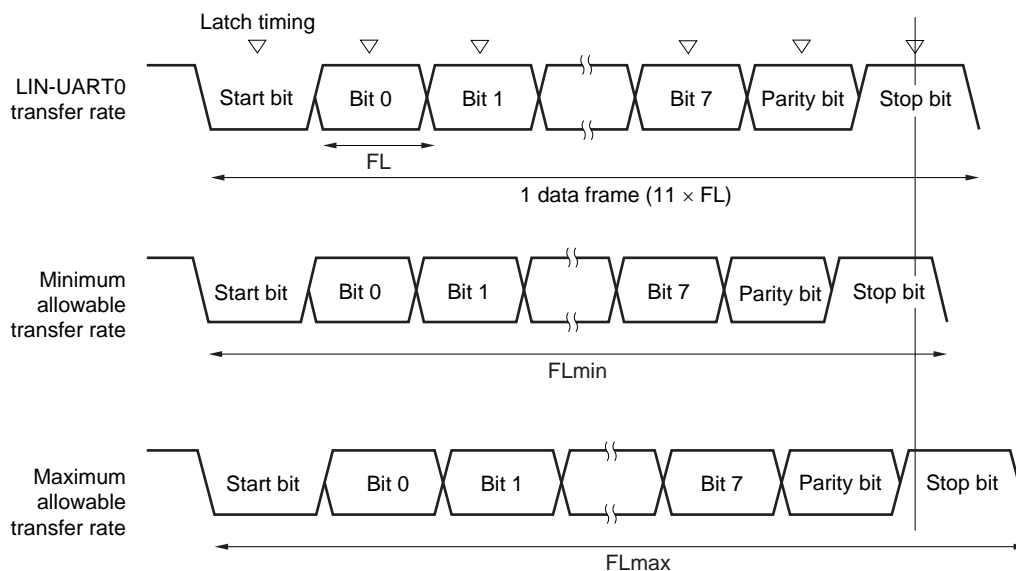 Latch timing
LIN-UART0
transfer rate
Start bit Bit 0 Bit 1 Bit 7 Parity bit Stop bit
FL
1 data frame (11 × FL)
Minimum
allowable
transfer rate
Start bit Bit 0 Bit 1 Bit 7 Parity bit Stop bit
FLmin
Maximum
allowable
transfer rate
Start bit Bit 0 Bit 1 Bit 7 Parity bit Stop bit
FLmax